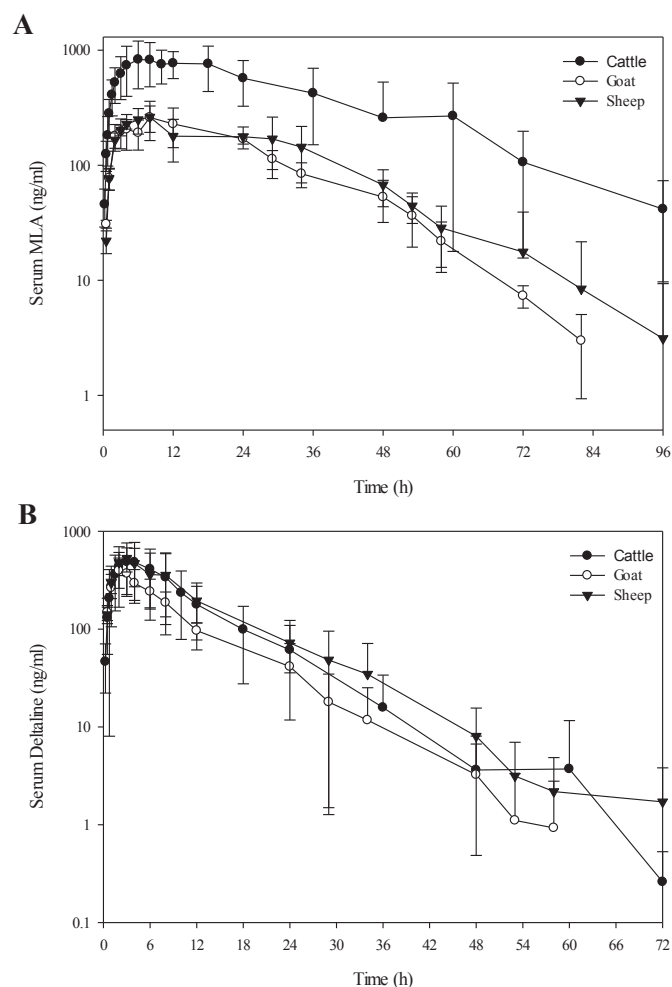 A
1000
100
10
1
Serum MLA (ng/ml)
Cattle
Goat
Sheep
0 12 24 36 48 60 72 84 96
Time (h)
B
1000
100
10
1
0.1
Serum Deltaline (ng/ml)
Cattle
Goat
Sheep
0 6 12 18 24 30 36 42 48 54 60 66 72
Time (h)